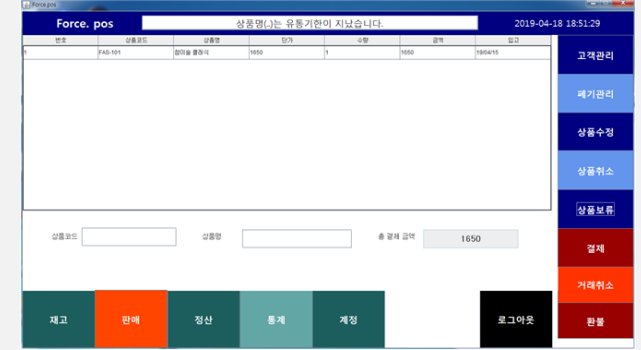 Force.pos
Force. pos
상품명(..)는 유통기한이 지났습니다.
2019-04-18 18:51:29
번호 상품코드 상품명 단가 수량 금액 입고
1 FAS-101 참이슬 클래식 1650 1 1650 19/04/15
고객관리
폐기관리
상품수정
상품취소
상품보류
결제
거래취소
환불
상품코드 상품명 총 결제 금액 1650
재고 판매 정산 통계 계정 로그아웃